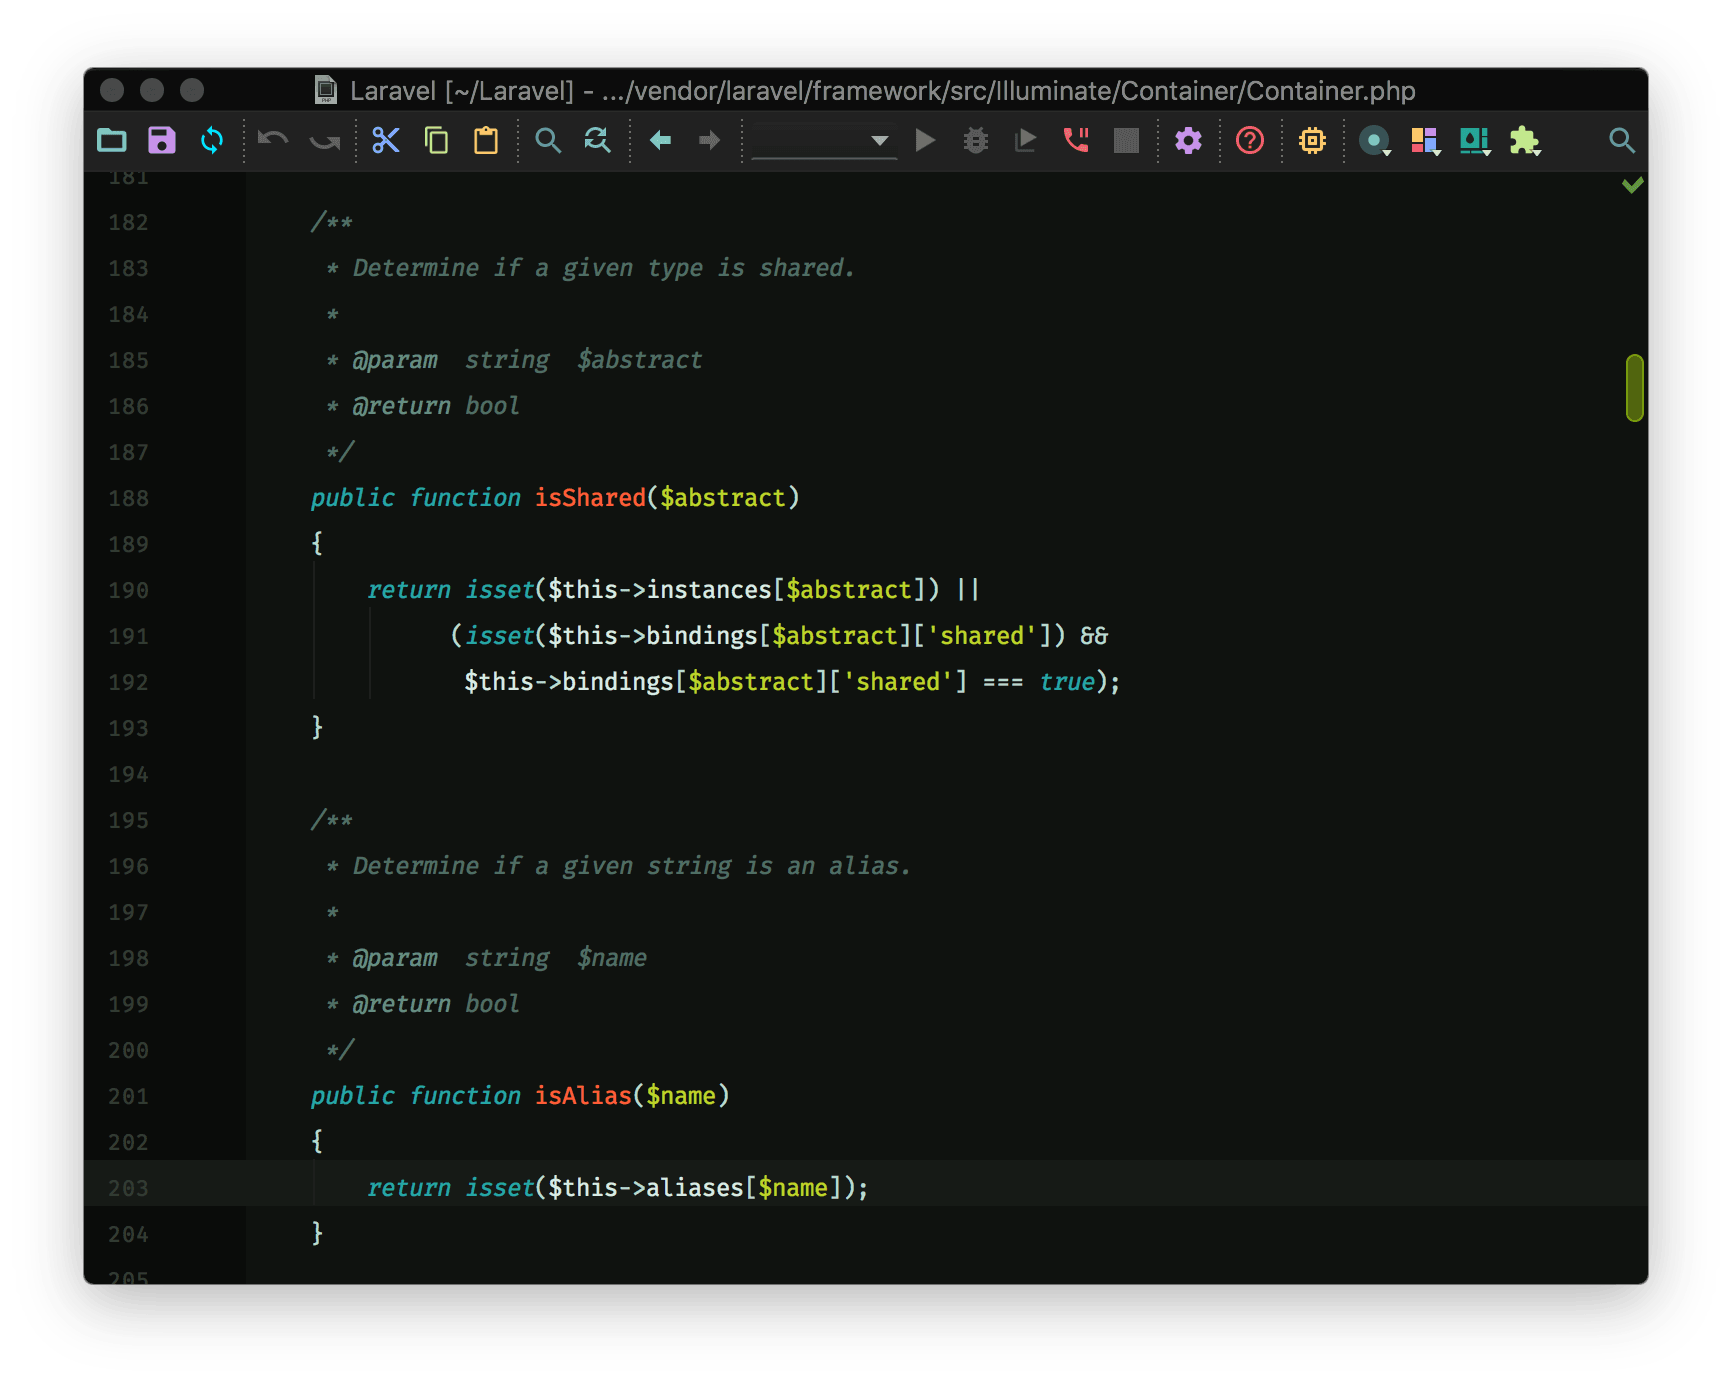 Laravel [~/Laravel] - .../vendor/laravel/framework/src/Illuminate/Container/Container.php
181
182 /**
183 * Determine if a given type is shared.
184 *
185 * @param  string  $abstract
186 * @return bool
187 */
188 public function isShared($abstract)
189 {
190 return isset($this->instances[$abstract]) ||
191 (isset($this->bindings[$abstract]['shared']) &&
192 $this->bindings[$abstract]['shared'] === true);
193 }
194
195 /**
196 * Determine if a given string is an alias.
197 *
198 * @param  string  $name
199 * @return bool
200 */
201 public function isAlias($name)
202 {
203 return isset($this->aliases[$name]);
204 }
205